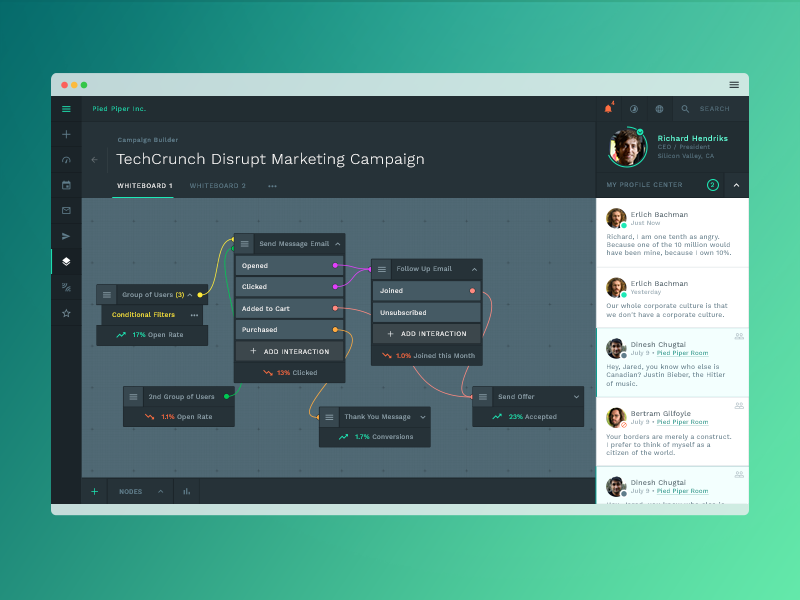 Pied Piper Inc.
4
SEARCH
Campaign Builder
TechCrunch Disrupt Marketing Campaign
WHITEBOARD 1
WHITEBOARD 2
Richard Hendriks
CEO / President
Silicon Valley, CA
MY PROFILE CENTER
2
Group of Users (3)
Conditional Filters
17% Open Rate
2nd Group of Users
1.1% Open Rate
Send Message Email
Opened
Clicked
Added to Cart
Purchased
ADD INTERACTION
13% Clicked
Follow Up Email
Joined
Unsubscribed
ADD INTERACTION
1.0% Joined this Month
Thank You Message
1.7% Conversions
Send Offer
23% Accepted
NODES
Erlich Bachman
Just Now
Richard, I am one tenth as angry.
Because one of the 10 million would
have been mine, because I own 10%.
Erlich Bachman
Yesterday
Our whole corporate culture is that
we don't have a corporate culture.
Dinesh Chugtai
July 9 • Pied Piper Room
Hey, Jared, you know who else is
Canadian? Justin Bieber, the Hitler
of music.
Bertram Gilfoyle
July 9 • Pied Piper Room
Your borders are merely a construct.
I prefer to think of myself as a
citizen of the world.
Dinesh Chugtai
July 9 • Pied Piper Room